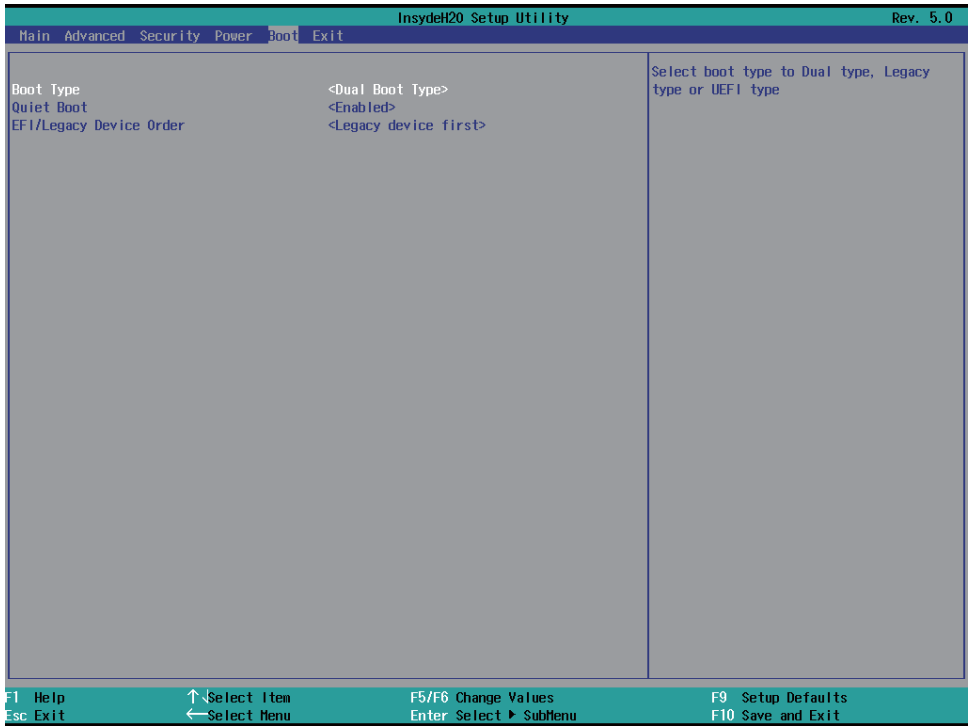 InsydeH20 Setup Utility Rev. 5.0
Main Advanced Security Power Boot Exit
Boot Type <Dual Boot Type>
Quiet Boot <Enabled>
EFI/Legacy Device Order <Legacy device first>
Select boot type to Dual type, Legacy
type or UEFI type
F1 Help ↑↓Select Item F5/F6 Change Values F9 Setup Defaults
Esc Exit ←Select Menu Enter Select ▶ SubMenu F10 Save and Exit